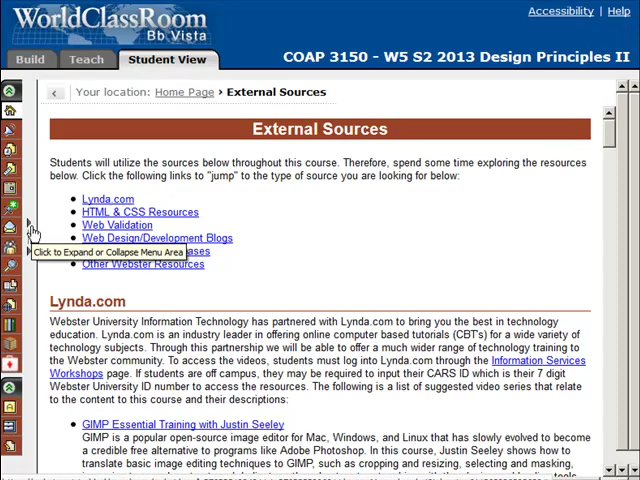 WorldClassRoom
Bb Vista
Accessibility | Help
Build
Teach
Student View
COAP 3150 - W5 S2 2013 Design Principles II
Your location: Home Page › External Sources
External Sources
Students will utilize the sources below throughout this course. Therefore, spend some time exploring the resources
below. Click the following links to "jump" to the type of source you are looking for below:
Lynda.com
HTML & CSS Resources
Web Validation
Web Design/Development Blogs
Click to Expand or Collapse Menu Area
Other Webster Resources
Lynda.com
Webster University Information Technology has partnered with Lynda.com to bring you the best in technology
education. Lynda.com is an industry leader in offering online computer based tutorials (CBT's) for a wide variety of
technology subjects. Through this partnership we will be able to offer a much wider range of technology training to
the Webster community. To access the videos, students must log into Lynda.com through the Information Services
Workshops page. If students are off campus, they may be required to input their CARS ID which is their 7 digit
Webster University ID number to access the resources. The following is a list of suggested video series that relate
to the content to this course and their descriptions:
GIMP Essential Training with Justin Seeley
GIMP is a popular open-source image editor for Mac, Windows, and Linux that has slowly evolved to become
a credible free alternative to programs like Adobe Photoshop. In this course, Justin Seeley shows how to
translate basic image editing techniques to GIMP, such as cropping and resizing, selecting and masking,